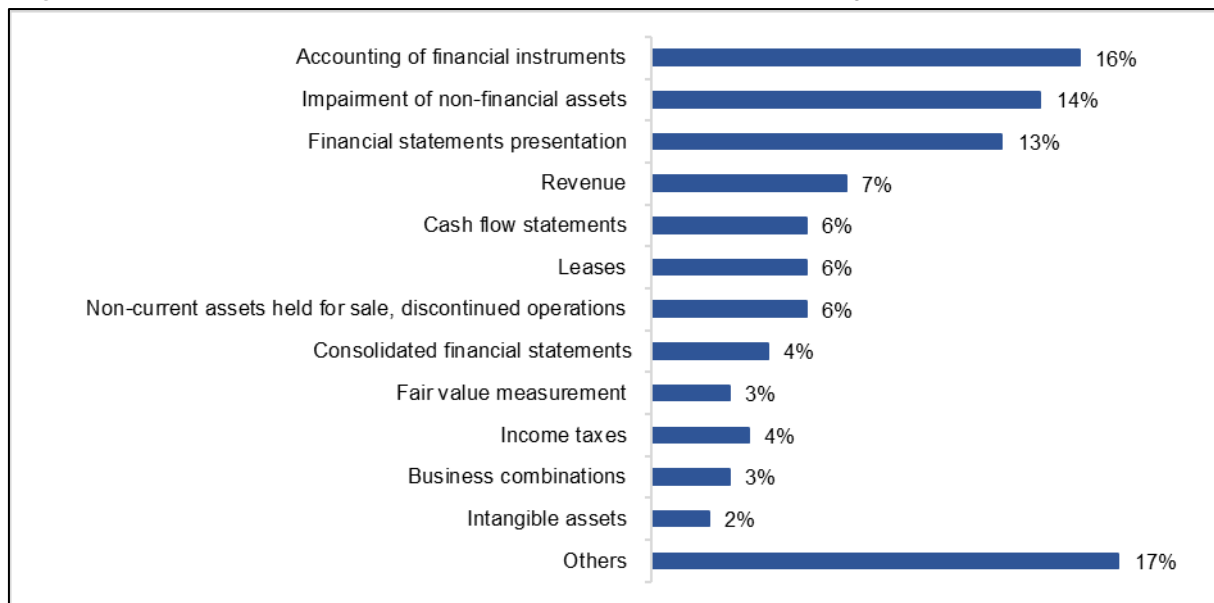 Accounting of financial instruments 16%
Impairment of non-financial assets 14%
Financial statements presentation 13%
Revenue 7%
Cash flow statements 6%
Leases 6%
Non-current assets held for sale, discontinued operations 6%
Consolidated financial statements 4%
Fair value measurement 3%
Income taxes 4%
Business combinations 3%
Intangible assets 2%
Others 17%